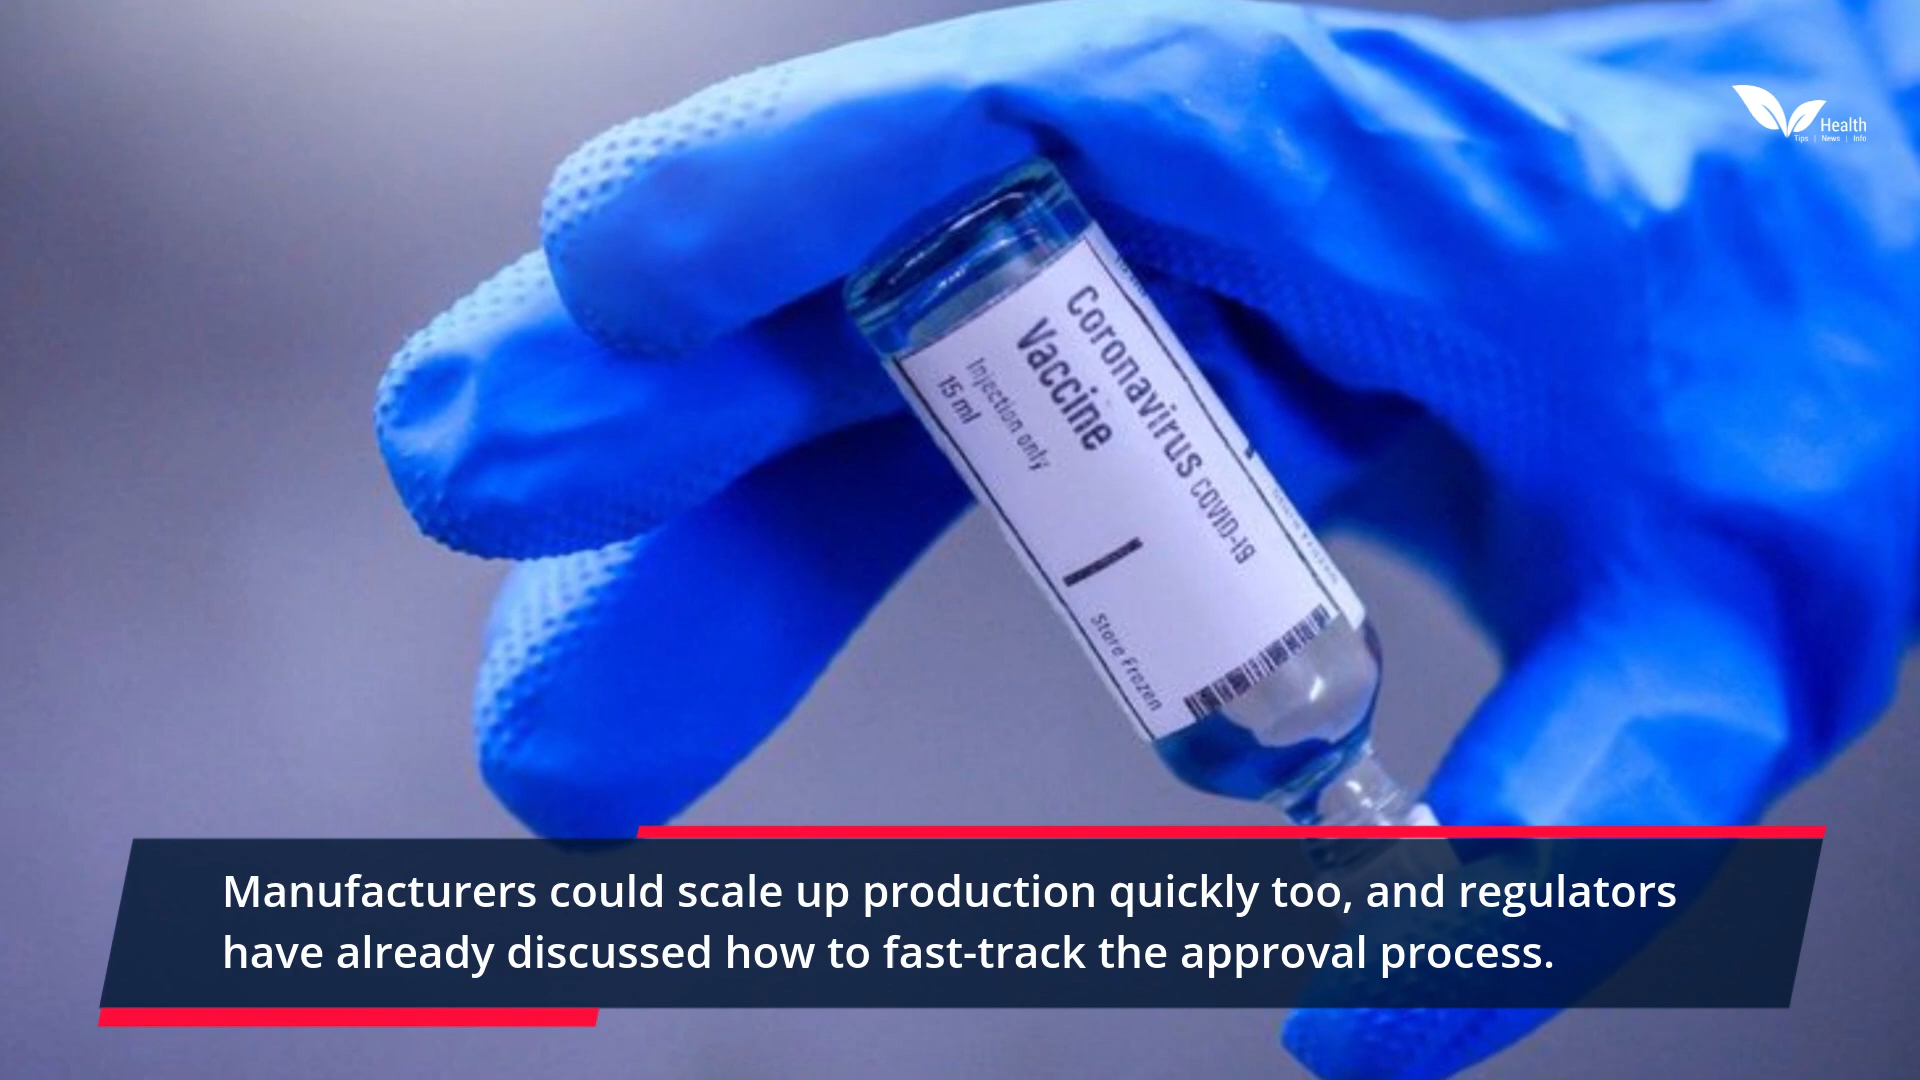 Health
Tips | News | Info
Coronavirus COVID-19
Vaccine
Injection only
15 ml
Store Frozen
Manufacturers could scale up production quickly too, and regulators
have already discussed how to fast-track the approval process.